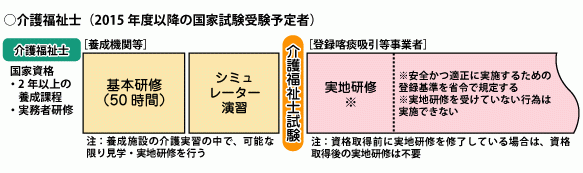 ○介護福祉士（2015年度以降の国家試験受験予定者）
介護福祉士
国家資格
・2年以上の
養成課程
・実務者研修
[養成機関等]
基本研修
（50時間）
シミュ
レーター
演習
注：養成施設の介護実習の中で、可能な
限り見学・実地研修を行う
介護福祉士試験
[登録喀痰吸引等事業者]
実地研修
※
※安全かつ適正に実施するための
登録基準を省令で規定する
※実地研修を受けていない行為は
実施できない
注：資格取得前に実地研修を修了している場合は、資格
取得後の実地研修は不要